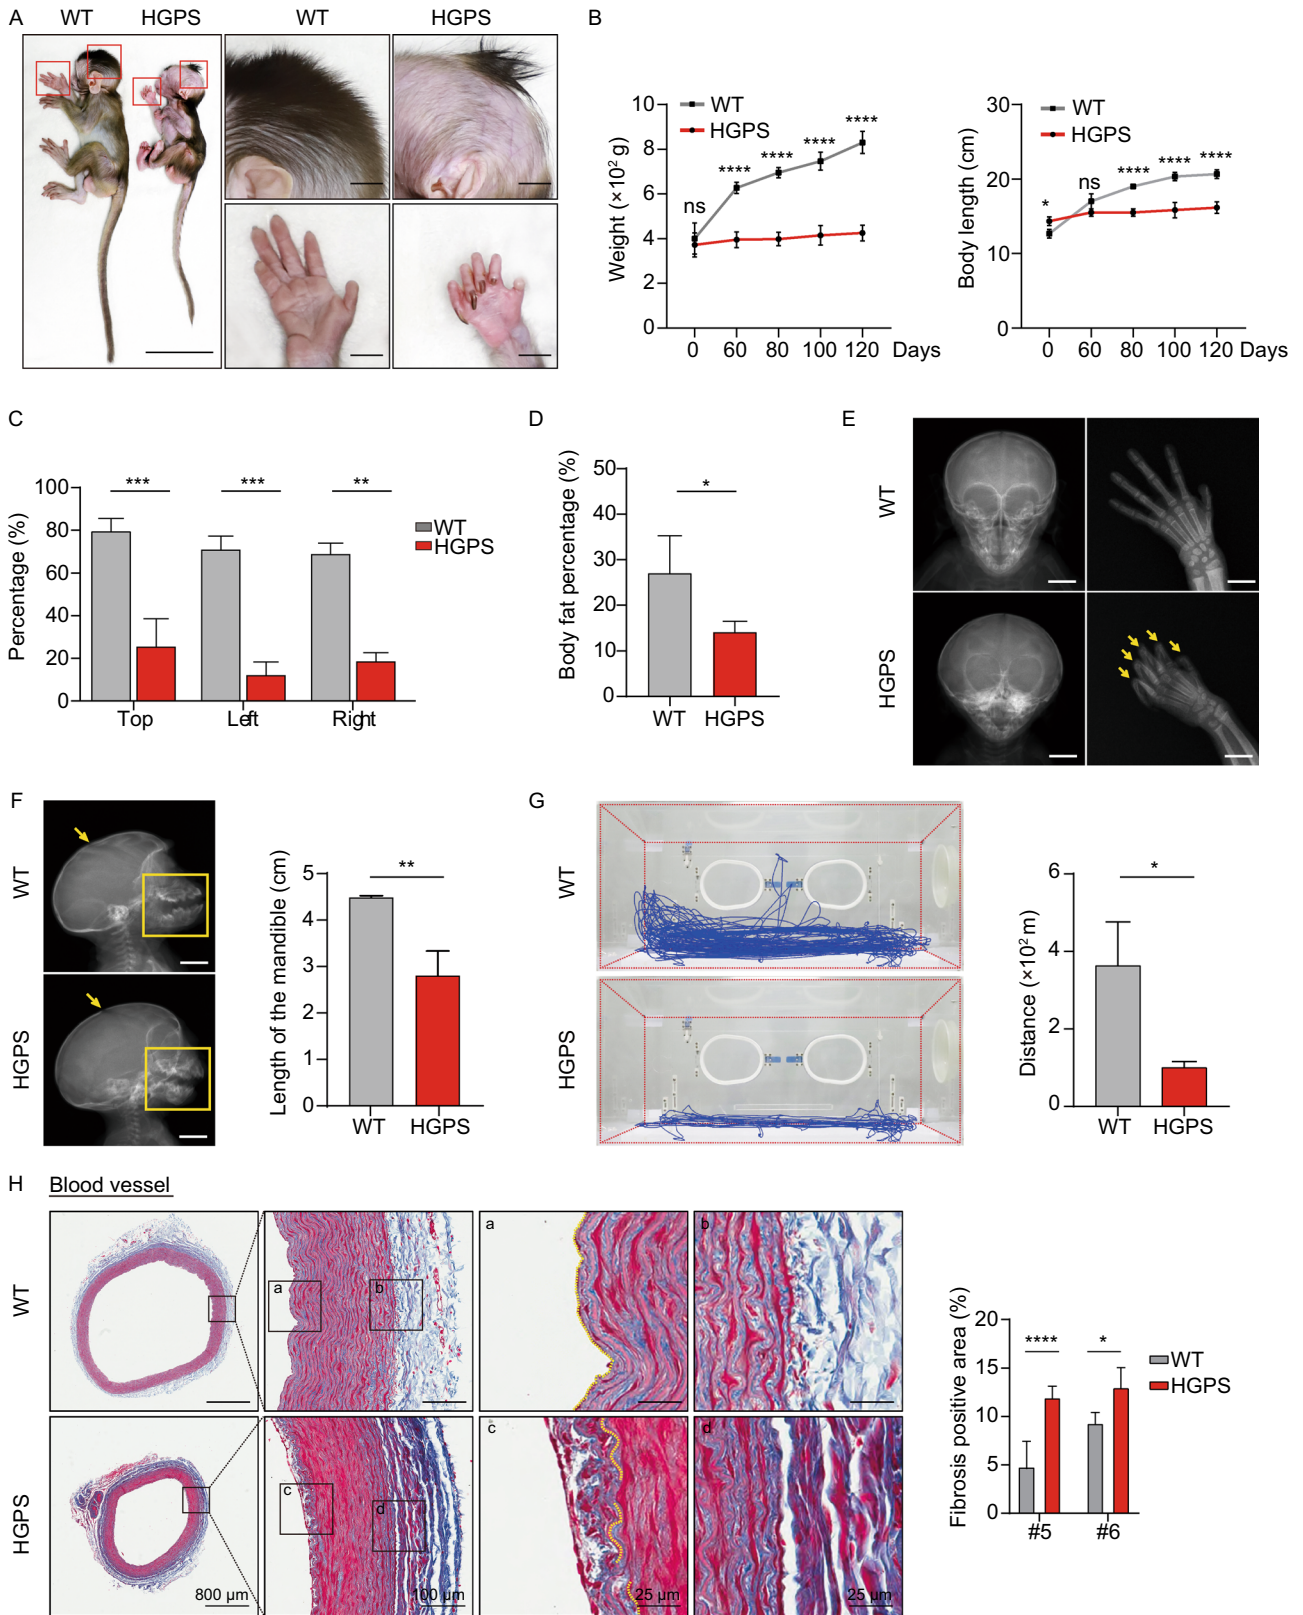 A
WT HGPS WT HGPS
B
Weight (×10² g)
10
8
6
4
2
0
WT
HGPS
ns **** **** **** ****
0 60 80 100 120 Days
Body length (cm)
30
20
10
0
WT
HGPS
* ns **** **** ****
0 60 80 100 120 Days
C
Percentage (%)
100
80
60
40
20
0
*** *** **
WT
HGPS
Top Left Right
D
Body fat percentage (%)
50
40
30
20
10
0
*
WT HGPS
E
WT
HGPS
F
WT
HGPS
Length of the mandible (cm)
5
4
3
2
1
0
**
WT HGPS
G
WT
HGPS
Distance (×10² m)
6
4
2
0
*
WT HGPS
H Blood vessel
WT
a b
a
b
HGPS
c d
c
d
800 µm 100 µm 25 µm 25 µm
Fibrosis positive area (%)
20
15
10
5
0
**** *
WT
HGPS
#5 #6